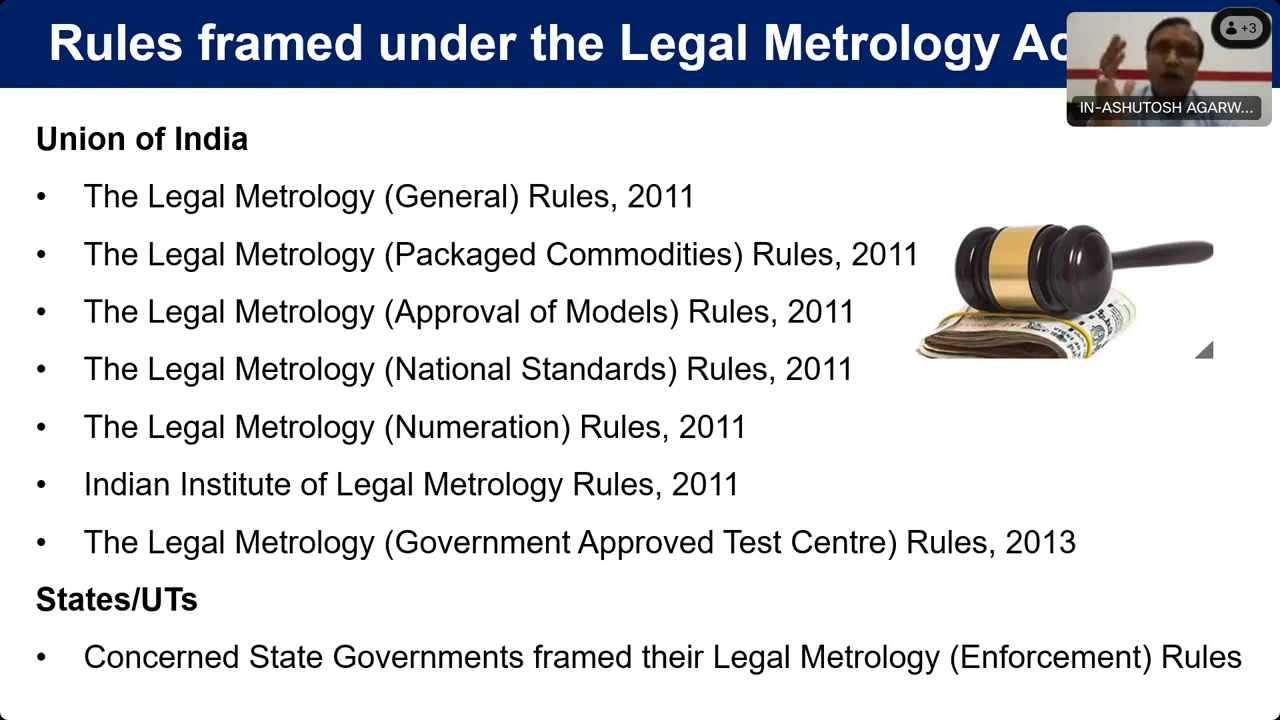 Rules framed under the Legal Metrology Ac
+3
IN-ASHUTOSH AGARW...
Union of India
• The Legal Metrology (General) Rules, 2011
• The Legal Metrology (Packaged Commodities) Rules, 2011
• The Legal Metrology (Approval of Models) Rules, 2011
• The Legal Metrology (National Standards) Rules, 2011
• The Legal Metrology (Numeration) Rules, 2011
• Indian Institute of Legal Metrology Rules, 2011
• The Legal Metrology (Government Approved Test Centre) Rules, 2013
States/UTs
• Concerned State Governments framed their Legal Metrology (Enforcement) Rules